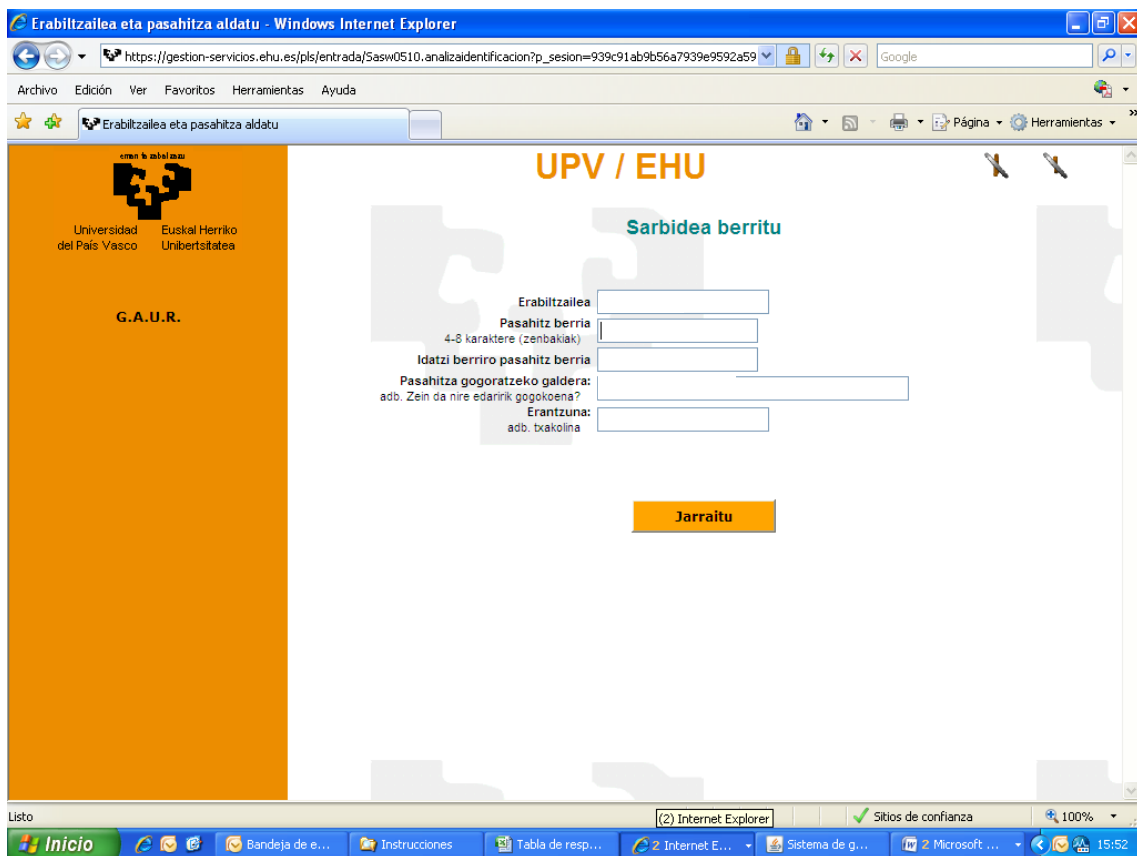 Erabiltzailea eta pasahitza aldatu - Windows Internet Explorer
https://gestion-servicios.ehu.es/pls/entrada/Sasw0510.analizaidentificacion?p_sesion=939c91ab9b56a7939e9592a59
Google
Archivo Edición Ver Favoritos Herramientas Ayuda
Erabiltzailea eta pasahitza aldatu
Página Herramientas
eman ta zabal zazu
UPV / EHU
Universidad del País Vasco
Euskal Herriko Unibertsitatea
G.A.U.R.
Sarbidea berritu
Erabiltzailea
Pasahitz berria
4-8 karaktere (zenbakiak)
Idatzi berriro pasahitz berria
Pasahitza gogoratzeko galdera:
adb. Zein da nire edaririk gogokoena?
Erantzuna:
adb. txakolina
Jarraitu
Listo
(2) Internet Explorer
Sitios de confianza
100%
Inicio
Bandeja de e...
Instrucciones
Tabla de resp...
2 Internet E...
Sistema de g...
2 Microsoft ...
15:52